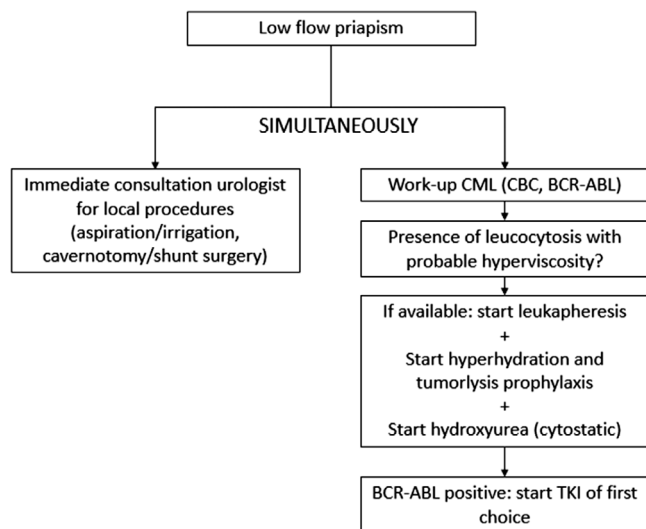 Low flow priapism
SIMULTANEOUSLY
Immediate consultation urologist
for local procedures
(aspiration/irrigation,
cavernotomy/shunt surgery)
Work-up CML (CBC, BCR-ABL)
Presence of leucocytosis with
probable hyperviscosity?
If available: start leukapheresis
+
Start hyperhydration and
tumorlysis prophylaxis
+
Start hydroxyurea (cytostatic)
BCR-ABL positive: start TKI of first
choice